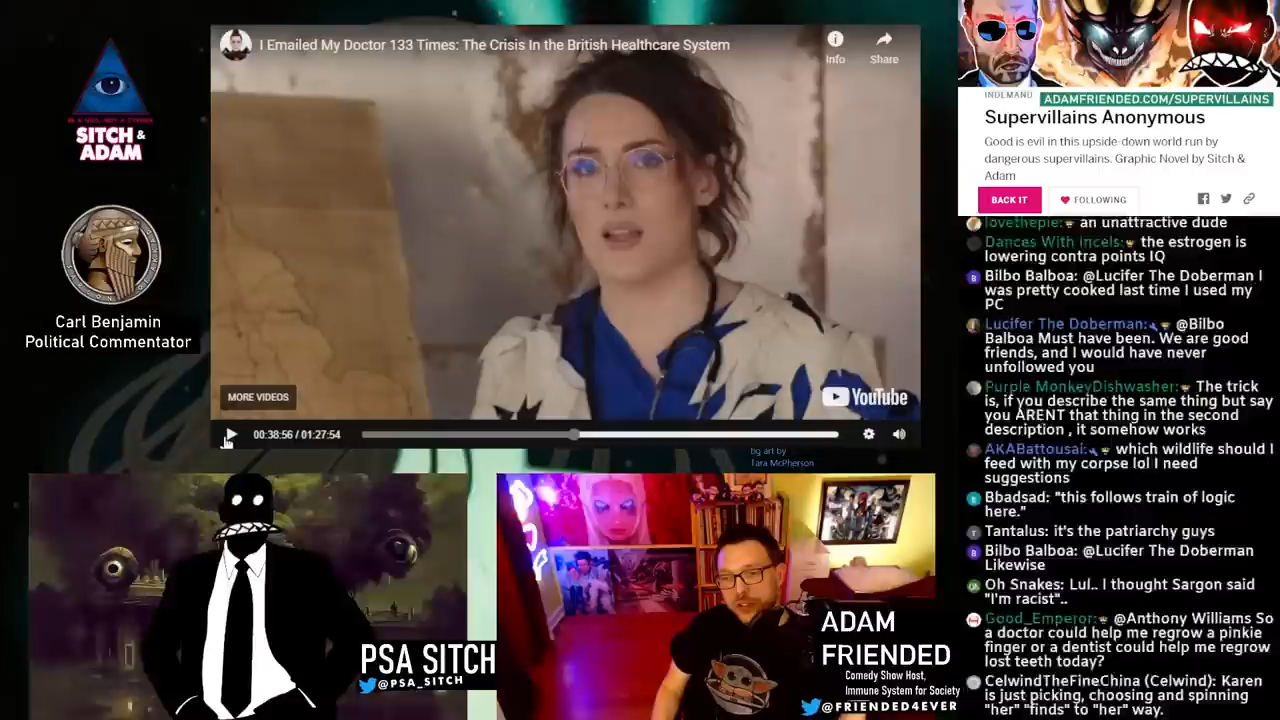 I Emailed My Doctor 133 Times: The Crisis In the British Healthcare System
Info
Share
MORE VIDEOS
YouTube
00:38:56 / 01:27:54
SITCH &
ADAM
Carl Benjamin
Political Commentator
bg art by
Tara McPherson
PSA SITCH
@PSA_SITCH
ADAM
FRIENDED
Comedy Show Host,
Immune System for Society
@FRIENDED4EVER
INDEMAND
ADAMFRIENDED.COM/SUPERVILLAINS
Supervillains Anonymous
Good is evil in this upside-down world run by
dangerous supervillains. Graphic Novel by Sitch &
Adam
BACK IT
FOLLOWING
lovethepie: an unattractive dude
Dances With Incels: the estrogen is
lowering contra points IQ
Bilbo Balboa: @Lucifer The Doberman I
was pretty cooked last time I used my
PC
Lucifer The Doberman: @Bilbo
Balboa Must have been. We are good
friends, and I would have never
unfollowed you
Purple MonkeyDishwasher: The trick
is, if you describe the same thing but say
you ARENT that thing in the second
description , it somehow works
AKABattousai: which wildlife should I
feed with my corpse lol I need
suggestions
Bbadsad: "this follows train of logic
here."
Tantalus: it's the patriarchy guys
Bilbo Balboa: @Lucifer The Doberman
Likewise
Oh Snakes: Lul.. I thought Sargon said
"I'm racist"..
Good_Emperor: @Anthony Williams So
a doctor could help me regrow a pinkie
finger or a dentist could help me regrow
lost teeth today?
CelwindTheFineChina (Celwind): Karen
is just picking, choosing and spinning
"her" "finds" to "her" way.